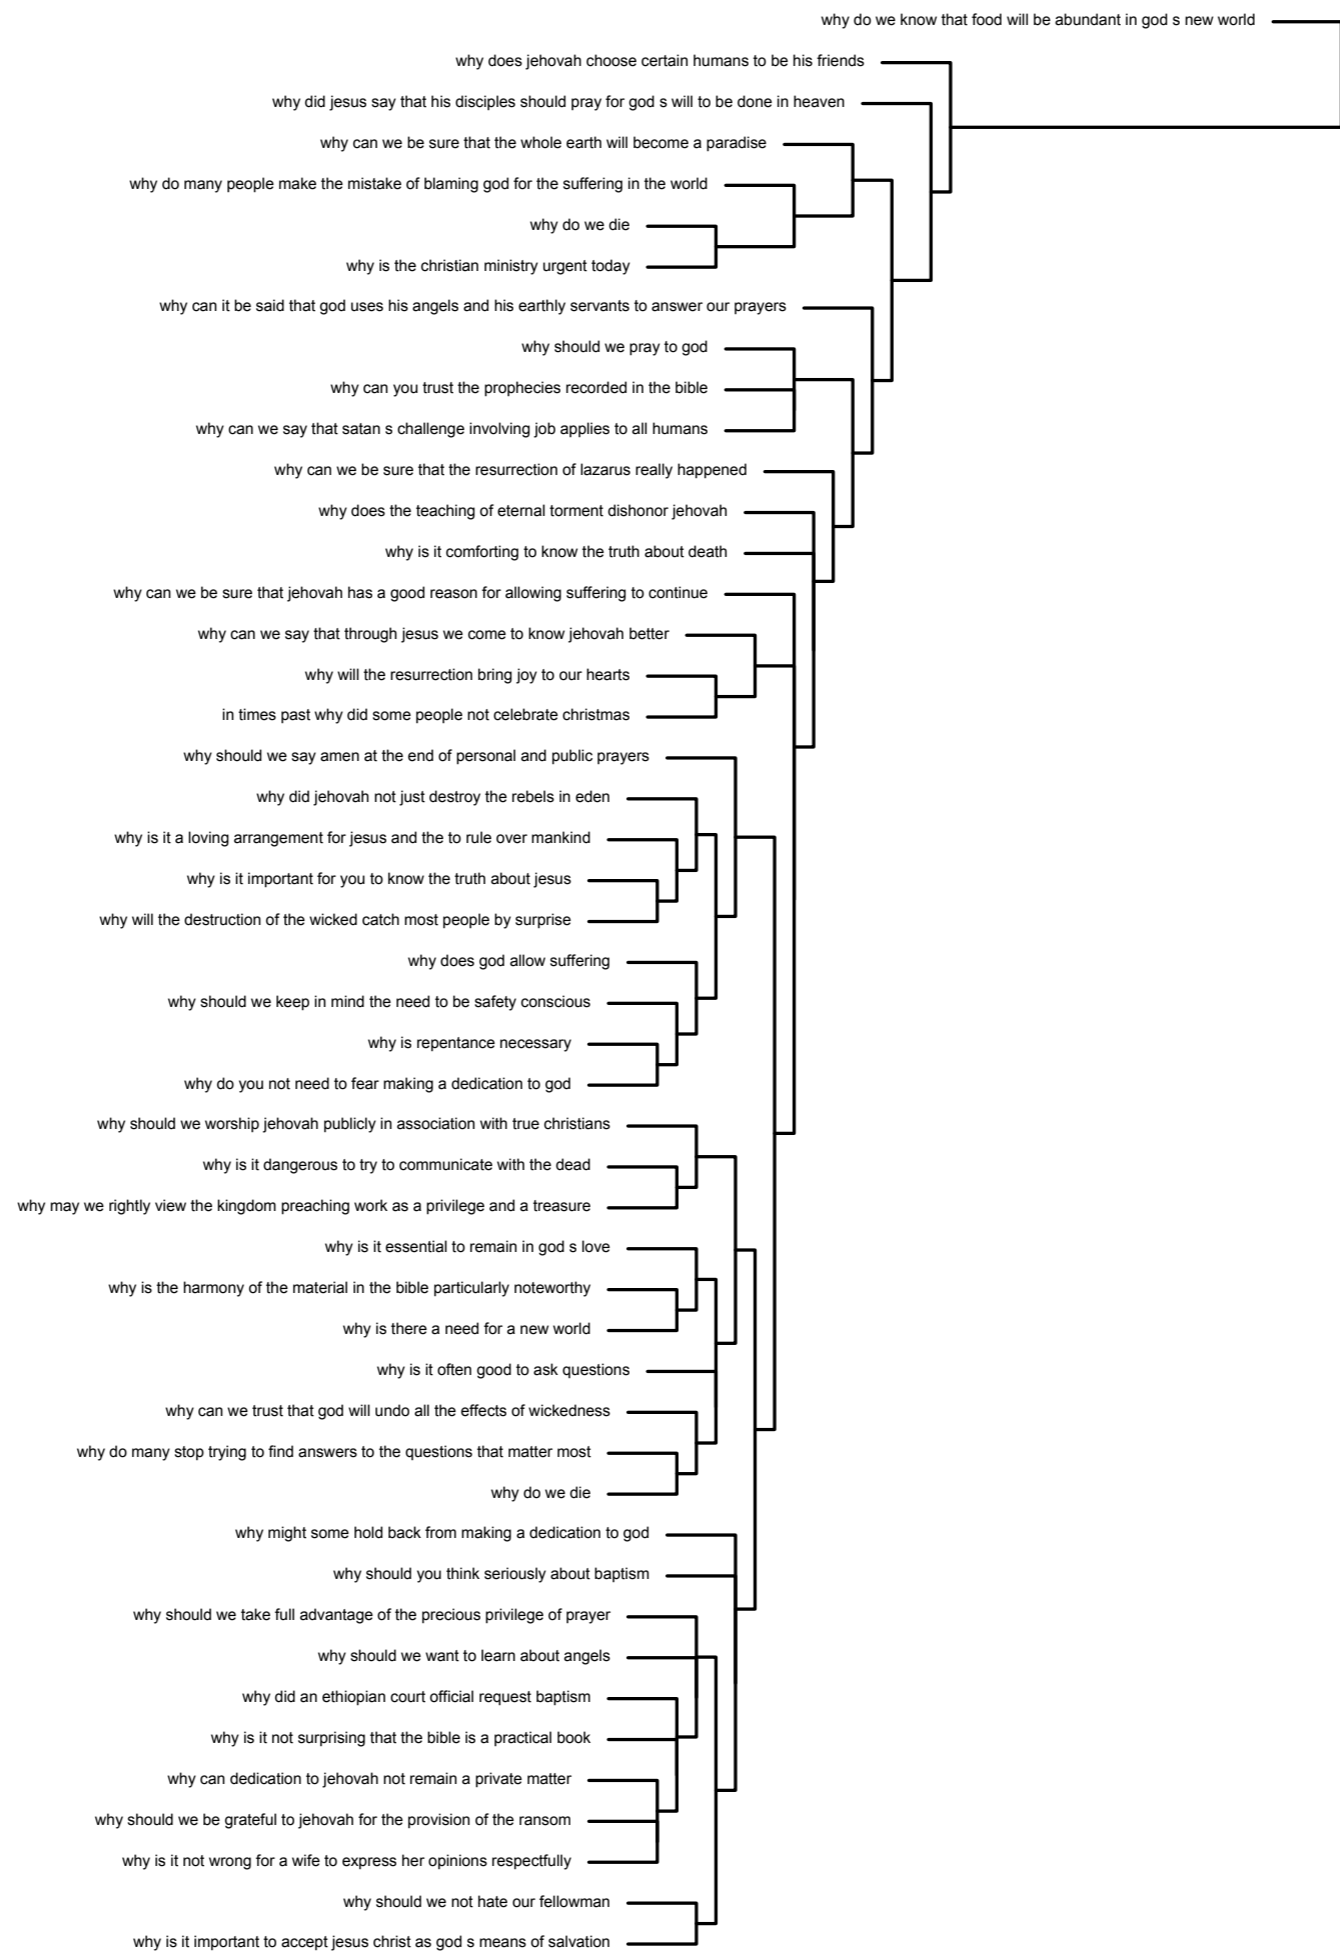 why do we know that food will be abundant in god s new world
why does jehovah choose certain humans to be his friends
why did jesus say that his disciples should pray for god s will to be done in heaven
why can we be sure that the whole earth will become a paradise
why do many people make the mistake of blaming god for the suffering in the world
why do we die
why is the christian ministry urgent today
why can it be said that god uses his angels and his earthly servants to answer our prayers
why should we pray to god
why can you trust the prophecies recorded in the bible
why can we say that satan s challenge involving job applies to all humans
why can we be sure that the resurrection of lazarus really happened
why does the teaching of eternal torment dishonor jehovah
why is it comforting to know the truth about death
why can we be sure that jehovah has a good reason for allowing suffering to continue
why can we say that through jesus we come to know jehovah better
why will the resurrection bring joy to our hearts
in times past why did some people not celebrate christmas
why should we say amen at the end of personal and public prayers
why did jehovah not just destroy the rebels in eden
why is it a loving arrangement for jesus and the to rule over mankind
why is it important for you to know the truth about jesus
why will the destruction of the wicked catch most people by surprise
why does god allow suffering
why should we keep in mind the need to be safety conscious
why is repentance necessary
why do you not need to fear making a dedication to god
why should we worship jehovah publicly in association with true christians
why is it dangerous to try to communicate with the dead
why may we rightly view the kingdom preaching work as a privilege and a treasure
why is it essential to remain in god s love
why is the harmony of the material in the bible particularly noteworthy
why is there a need for a new world
why is it often good to ask questions
why can we trust that god will undo all the effects of wickedness
why do many stop trying to find answers to the questions that matter most
why do we die
why might some hold back from making a dedication to god
why should you think seriously about baptism
why should we take full advantage of the precious privilege of prayer
why should we want to learn about angels
why did an ethiopian court official request baptism
why is it not surprising that the bible is a practical book
why can dedication to jehovah not remain a private matter
why should we be grateful to jehovah for the provision of the ransom
why is it not wrong for a wife to express her opinions respectfully
why should we not hate our fellowman
why is it important to accept jesus christ as god s means of salvation